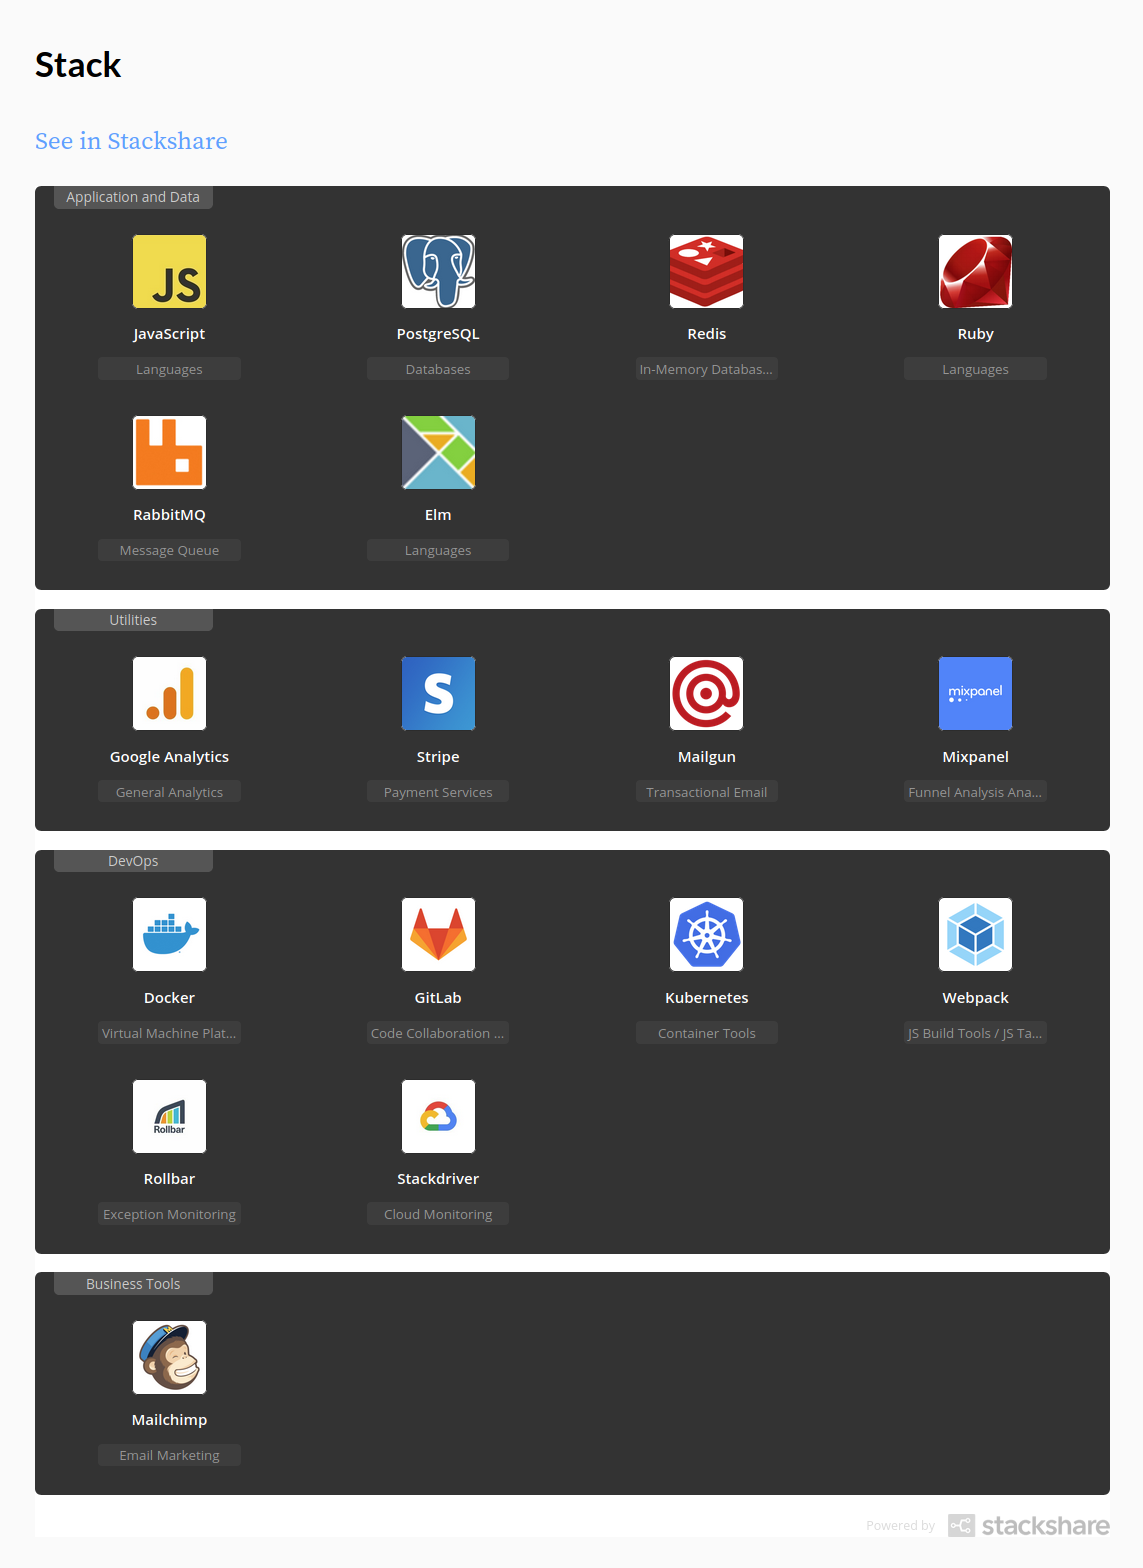 Stack
See in Stackshare
Application and Data
JS
JavaScript PostgreSQL Redis Ruby
Languages Databases In-Memory Databas... Languages
RabbitMQ Elm
Message Queue Languages
Utilities
S mixpanel
Google Analytics Stripe Mailgun Mixpanel
General Analytics Payment Services Transactional Email Funnel Analysis Ana...
DevOps
Docker GitLab Kubernetes Webpack
Virtual Machine Plat... Code Collaboration ... Container Tools JS Build Tools / JS Ta...
Rollbar
Rollbar Stackdriver
Exception Monitoring Cloud Monitoring
Business Tools
Mailchimp
Email Marketing
Powered by stackshare